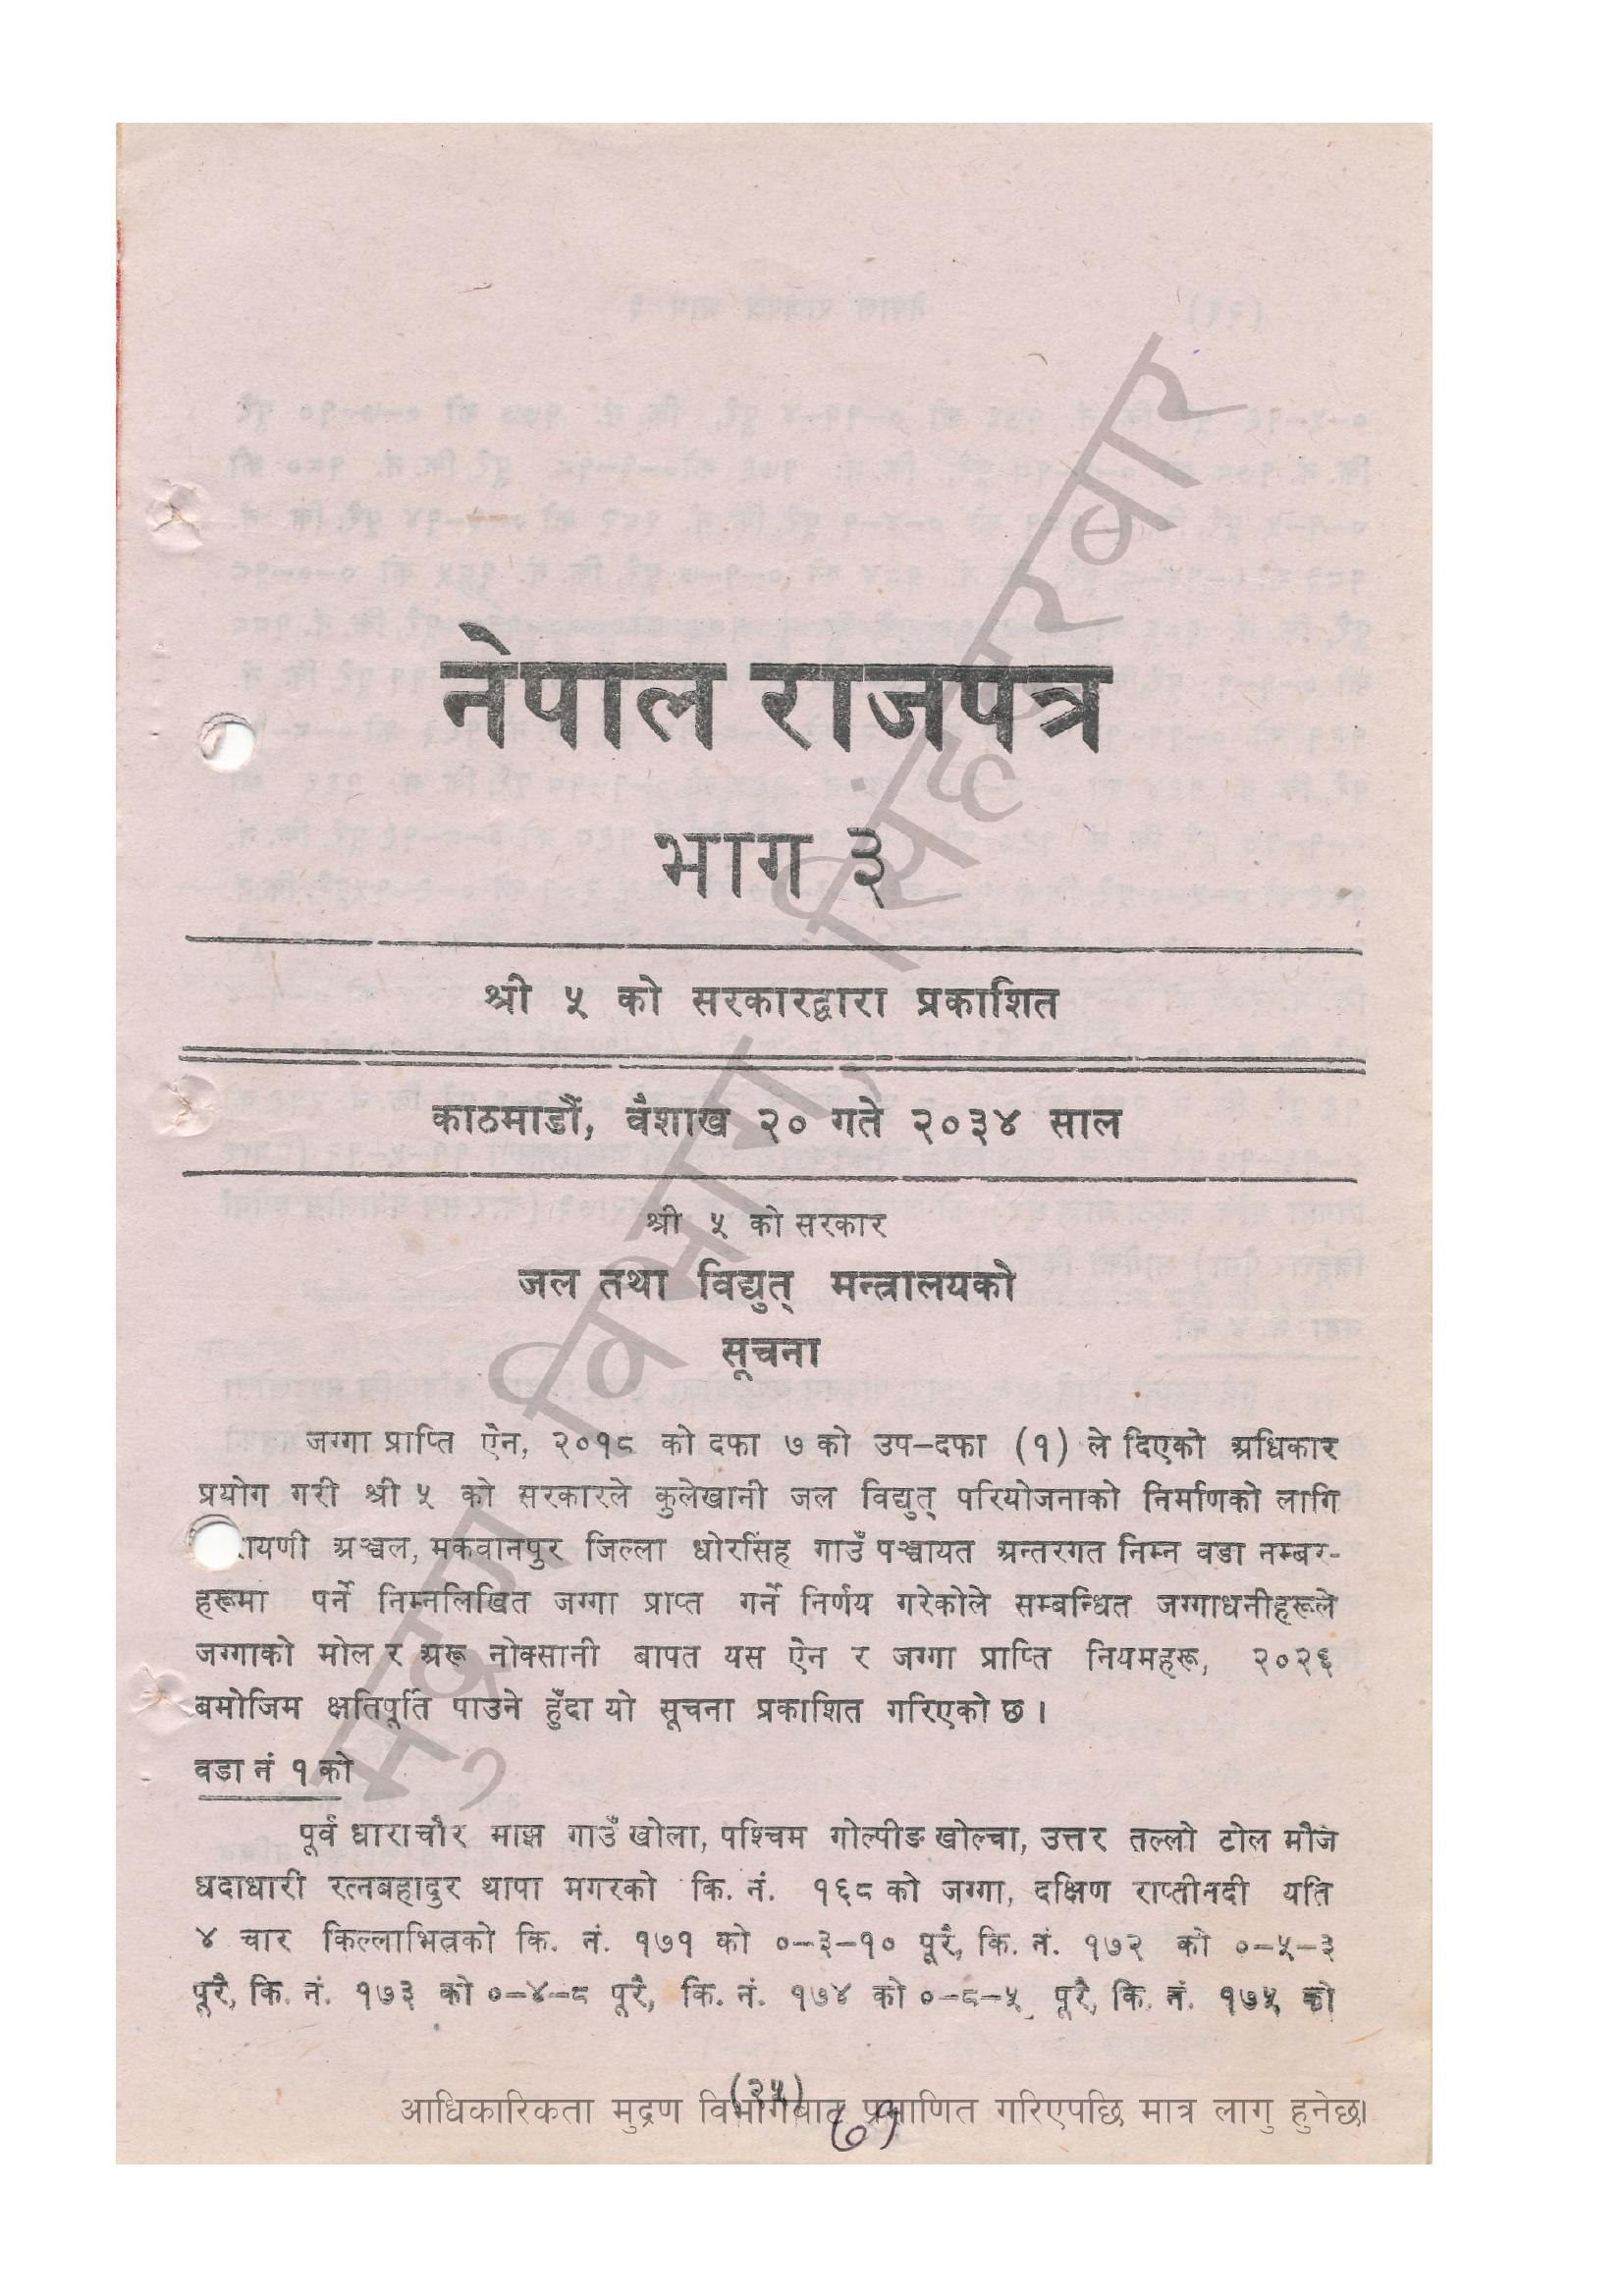 नेपाल राजपत्र
भाग ३
श्री ५ को सरकारद्वारा प्रकाशित
काठमाडौं, वैशाख २० गते २०३४ साल
श्री ५ को सरकार
जल तथा विद्युत् मन्त्रालयको
सूचना
जग्गा प्राप्ति ऐन, २०१८ को दफा ७ को उप-दफा (१) ले दिएको अधिकार
प्रयोग गरी श्री ५ को सरकारले कुलेखानी जल विद्युत् परियोजनाको निर्माणको लागि
रायणी अञ्चल, मकवानपुर जिल्ला धोरसिंह गाउँ पञ्चायत अन्तरगत निम्न वडा नम्बर-
हरूमा पर्ने निम्नलिखित जग्गा प्राप्त गर्ने निर्णय गरेकोले सम्बन्धित जग्गाधनीहरूले
जग्गाको मोल र अरू नोक्सानी बापत यस ऐन र जग्गा प्राप्ति नियमहरू, २०२६
बमोजिम क्षतिपूर्ति पाउने हुँदा यो सूचना प्रकाशित गरिएको छ ।
वडा नं १ को
पूर्व धाराचौर माझ गाउँ खोला, पश्चिम गोल्पीङ खोल्चा, उत्तर तल्लो टोल मौजे
धदाधारी रत्नबहादुर थापा मगरको कि. नं. १६८ को जग्गा, दक्षिण राप्तीनदी यति
४ चार किल्लाभित्रको कि. नं. १७१ को ०-३-१० पूरै, कि. नं. १७२ को ०-५-३
पूरै, कि. नं. १७३ को ०-४-८ पूरै, कि. नं. १७४ को ०-८-५ पूरै, कि. नं. १७५ को
(२५)
आधिकारिकता मुद्रण विभागबाट प्रमाणित गरिएपछि मात्र लागु हुनेछ।
७१
मुद्रण विभाग, सिंहदरबार